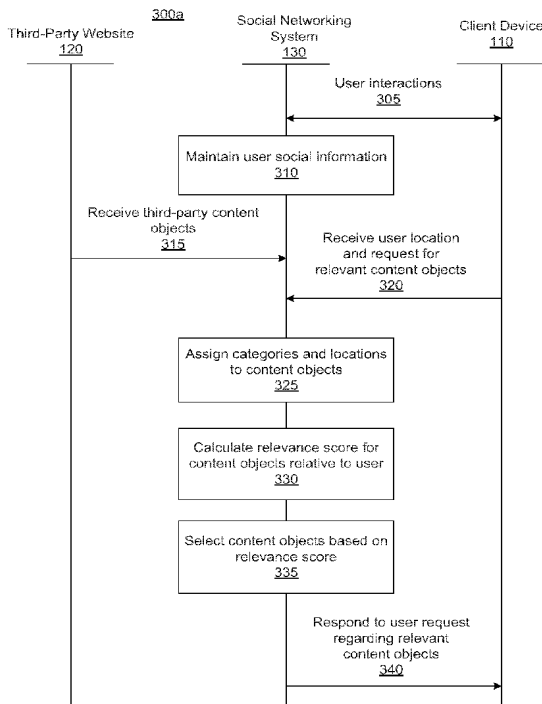 300a
Third-Party Website
120
Social Networking
System
130
Client Device
110
User interactions
305
Maintain user social information
310
Receive third-party content
objects
315
Receive user location
and request for
relevant content objects
320
Assign categories and locations
to content objects
325
Calculate relevance score for
content objects relative to user
330
Select content objects based on
relevance score
335
Respond to user request
regarding relevant
content objects
340